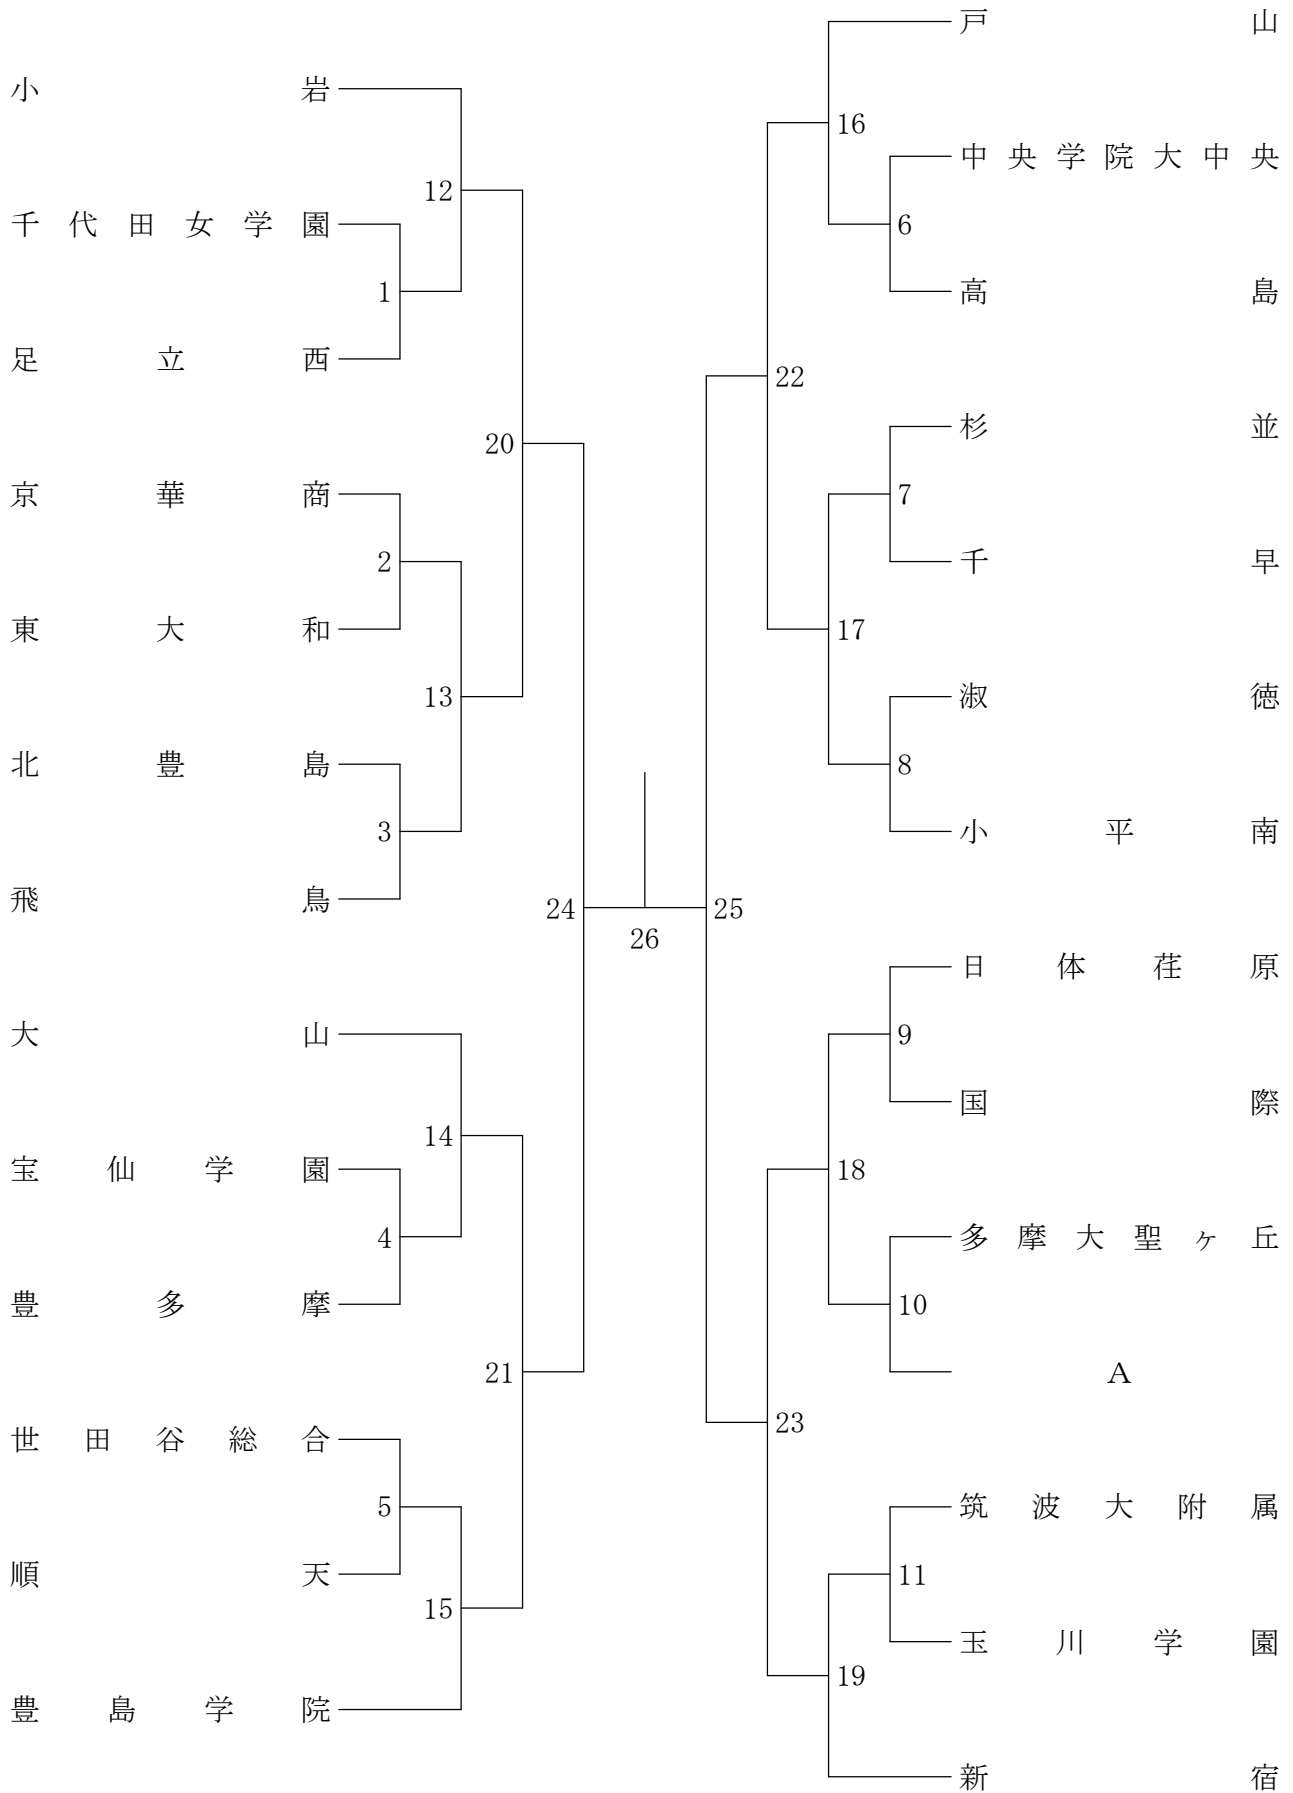 小岩
12
千代田女学園
1
足立西
20
京華商
2
東大和
13
北豊島
3
飛鳥
24
大山
14
宝仙学園
4
豊多摩
21
世田谷総合
5
順天
15
豊島学院
26
戸山
16
中央学院大中央
6
高島
22
杉並
7
千早
17
淑徳
8
小平南
25
日体荏原
9
国際
18
多摩大聖ヶ丘
10
A
23
筑波大附属
11
玉川学園
19
新宿